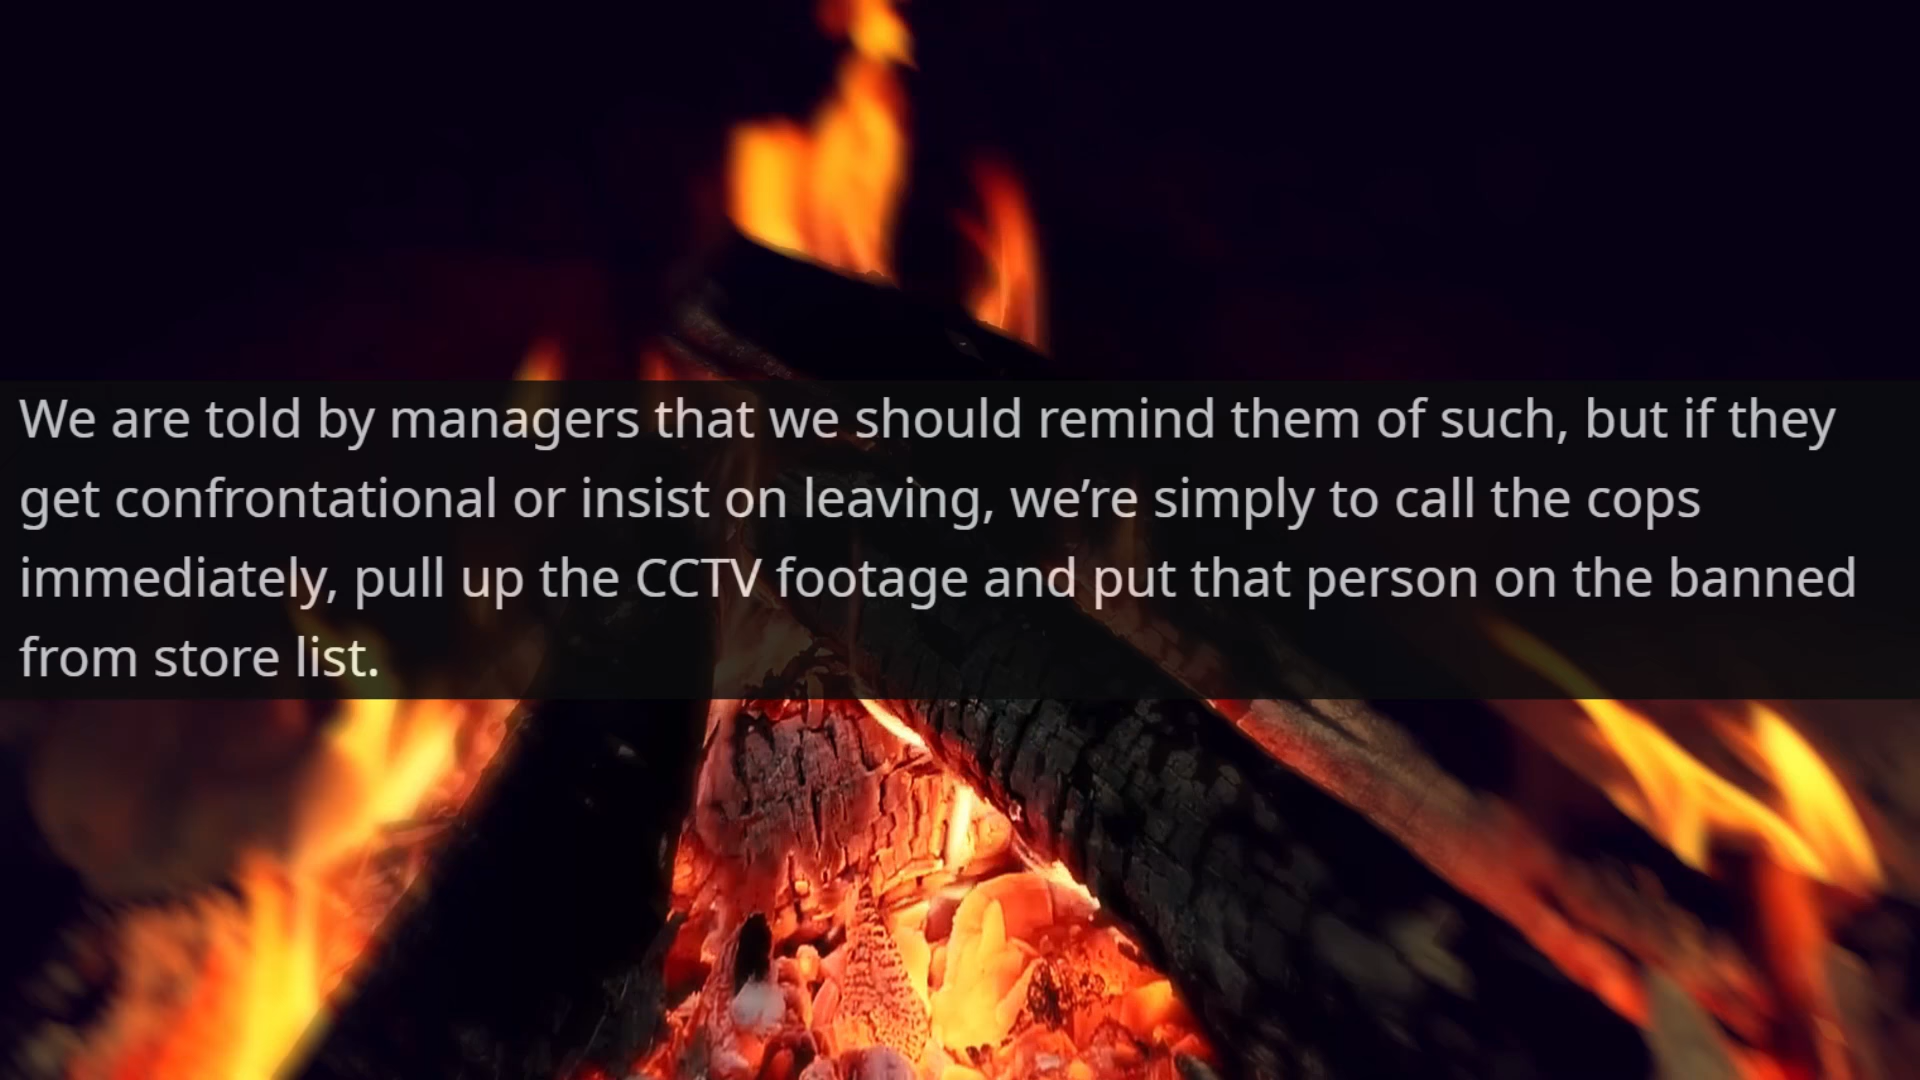 We are told by managers that we should remind them of such, but if they
get confrontational or insist on leaving, we’re simply to call the cops
immediately, pull up the CCTV footage and put that person on the banned
from store list.